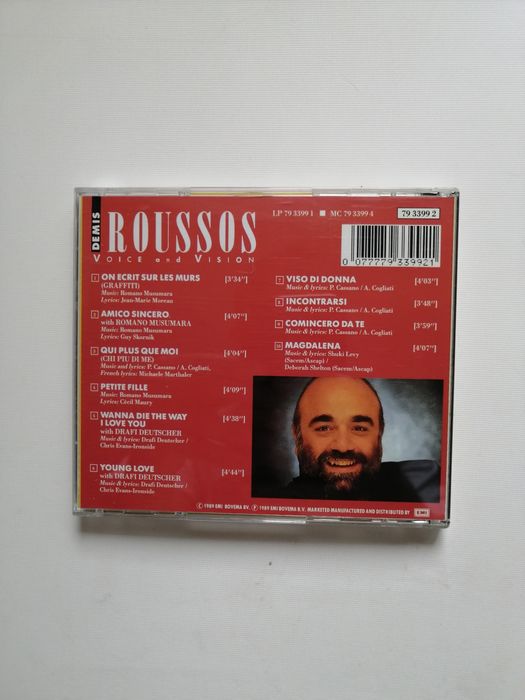 DEMIS
ROUSSOS
VOICE and VISION
LP 79 3399 1 ■ MC 79 3399 4
79 3399 2
0 077779 339921
1 ON ECRIT SUR LES MURS [3'34"]
(GRAFFITI)
Music: Romano Musumara
Lyrics: Jean-Marie Moreau
2 AMICO SINCERO [4'07"]
with ROMANO MUSUMARA
Music: Romano Musumara
Lyrics: Guy Skornik
3 QUI PLUS QUE MOI [4'04"]
(CHI PIU DI ME)
Music and lyrics: P. Cassano / A. Cogliati,
French lyrics: Michaele Marthaler
4 PETITE FILLE [4'09"]
Music: Romano Musumara
Lyrics: Cécil Maury
5 WANNA DIE THE WAY [4'38"]
I LOVE YOU
with DRAFI DEUTSCHER
Music & lyrics: Drafi Deutscher /
Chris Evans-Ironside
6 YOUNG LOVE [4'44"]
with DRAFI DEUTSCHER
Music & lyrics: Drafi Deutscher /
Chris Evans-Ironside
7 VISO DI DONNA [4'03"]
Music & lyrics: P. Cassano / A. Cogliati
8 INCONTRARSI [3'48"]
Music & lyrics: P. Cassano / A. Cogliati
9 COMINCERO DA TE [3'59"]
Music & lyrics: P. Cassano / A. Cogliati
10 MAGDALENA [4'07"]
Music & lyrics: Shuki Levy
(Sacem/Ascap) /
Deborah Shelton (Sacem/Ascap)
© 1989 EMI BOVEMA BV. ℗ 1989 EMI BOVEMA B.V. MARKETED MANUFACTURED AND DISTRIBUTED BY EMI